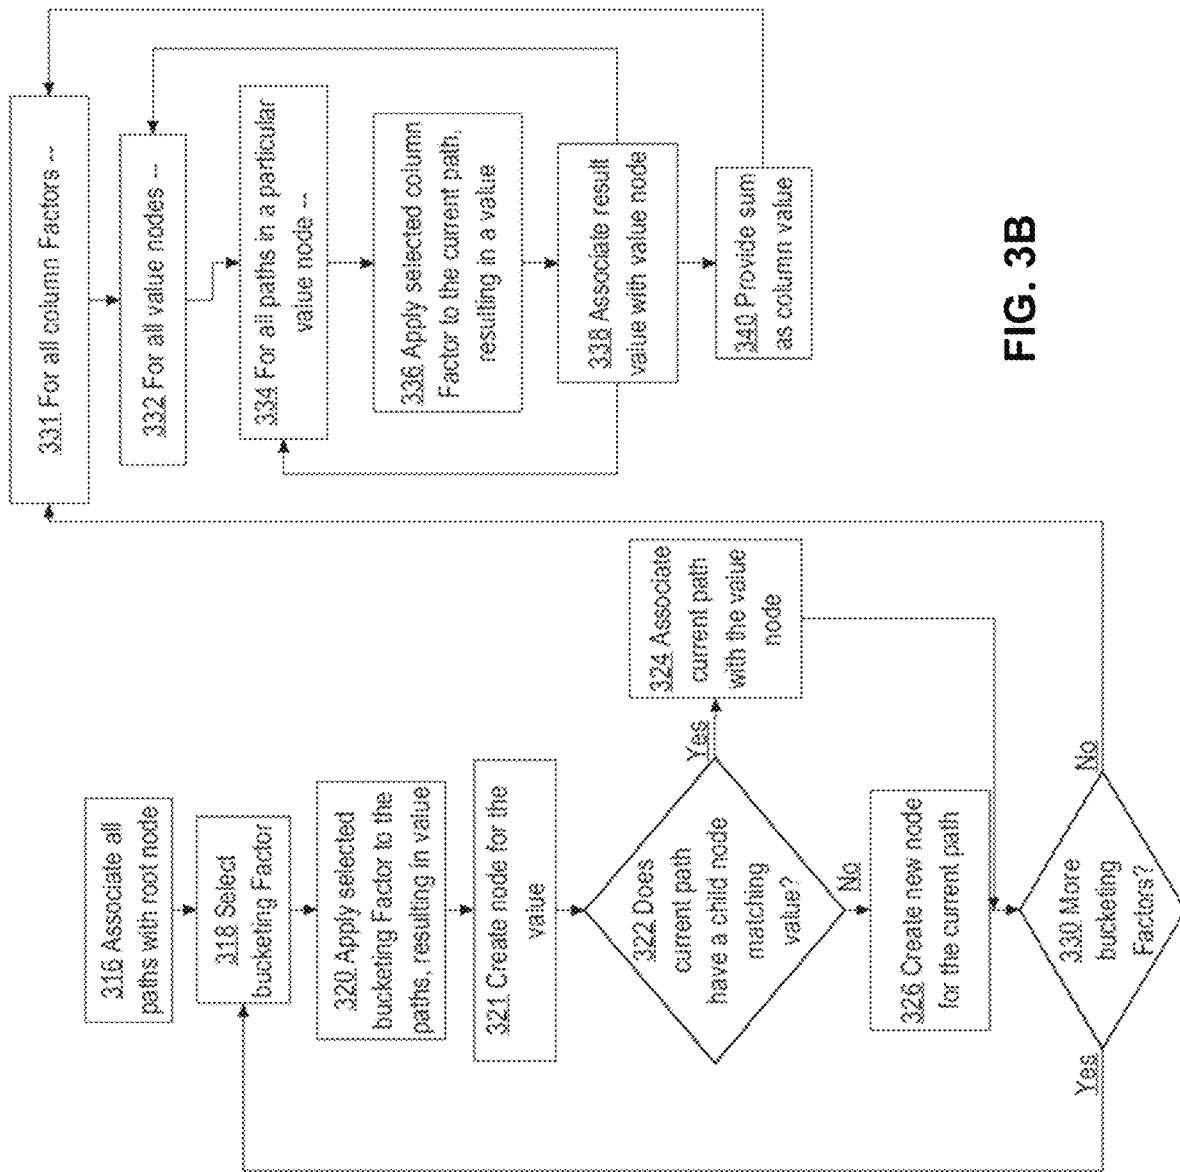 316 Associate all
paths with root node
318 Select
bucketing Factor
320 Apply selected
bucketing Factor to the
paths, resulting in value
321 Create node for the
value
322 Does
current path
have a child node
matching
value?
Yes
324 Associate
current path
with the value
node
No
326 Create new node
for the current path
330 More
bucketing
Factors?
Yes
No
331 For all column Factors --
332 For all value nodes --
334 For all paths in a particular
value node --
336 Apply selected column
Factor to the current path,
resulting in a value
338 Associate result
value with value node
340 Provide sum
as column value
FIG. 3B